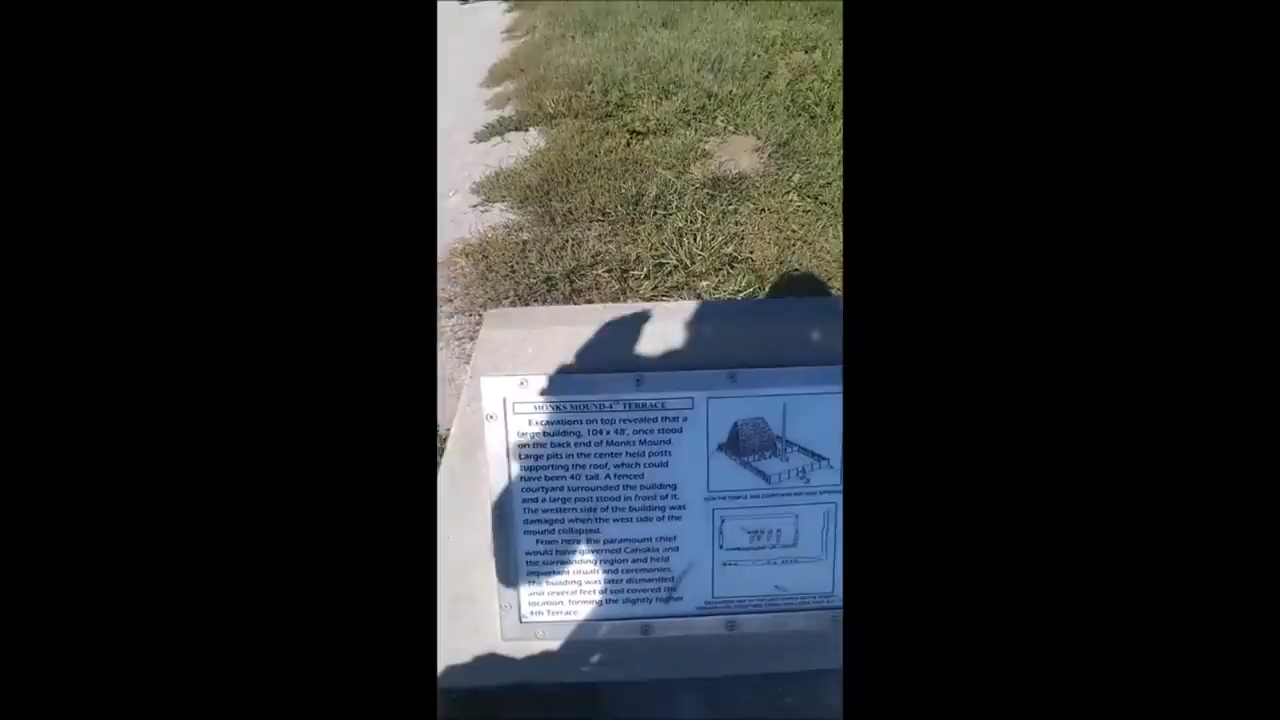 MONKS MOUND-4TH TERRACE
Excavations on top revealed that a
large building, 104'x 48', once stood
on the back end of Monks Mound.
Large pits in the center held posts
supporting the roof, which could
have been 40' tall. A fenced
courtyard surrounded the building
and a large post stood in front of it.
The western side of the building was
damaged when the west side of the
mound collapsed.
From here, the paramount chief
would have governed Cahokia and
the surrounding region and held
important rituals and ceremonies.
The building was later dismantled
and several feet of soil covered the
location, forming the slightly higher
4th Terrace.